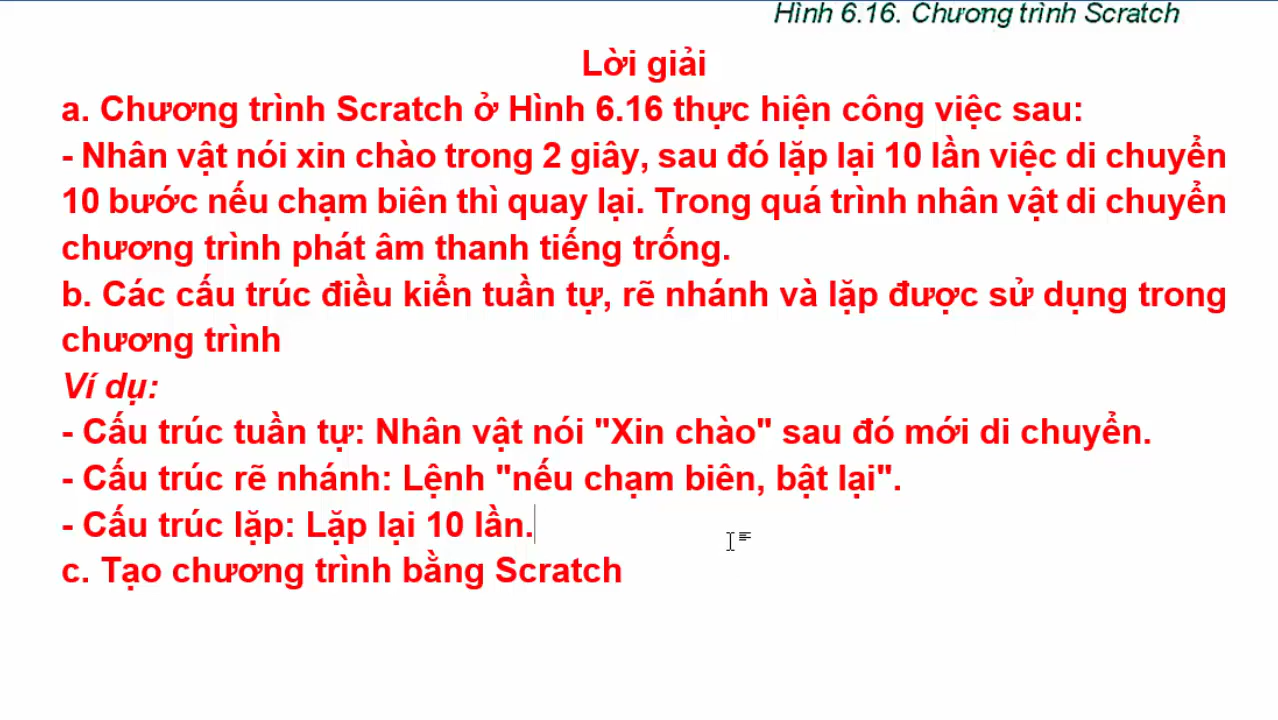 Hình 6.16. Chương trình Scratch
Lời giải
a. Chương trình Scratch ở Hình 6.16 thực hiện công việc sau:
- Nhân vật nói xin chào trong 2 giây, sau đó lặp lại 10 lần việc di chuyển
10 bước nếu chạm biên thì quay lại. Trong quá trình nhân vật di chuyển
chương trình phát âm thanh tiếng trống.
b. Các cấu trúc điều kiển tuần tự, rẽ nhánh và lặp được sử dụng trong
chương trình
Ví dụ:
- Cấu trúc tuần tự: Nhân vật nói "Xin chào" sau đó mới di chuyển.
- Cấu trúc rẽ nhánh: Lệnh "nếu chạm biên, bật lại".
- Cấu trúc lặp: Lặp lại 10 lần.
c. Tạo chương trình bằng Scratch